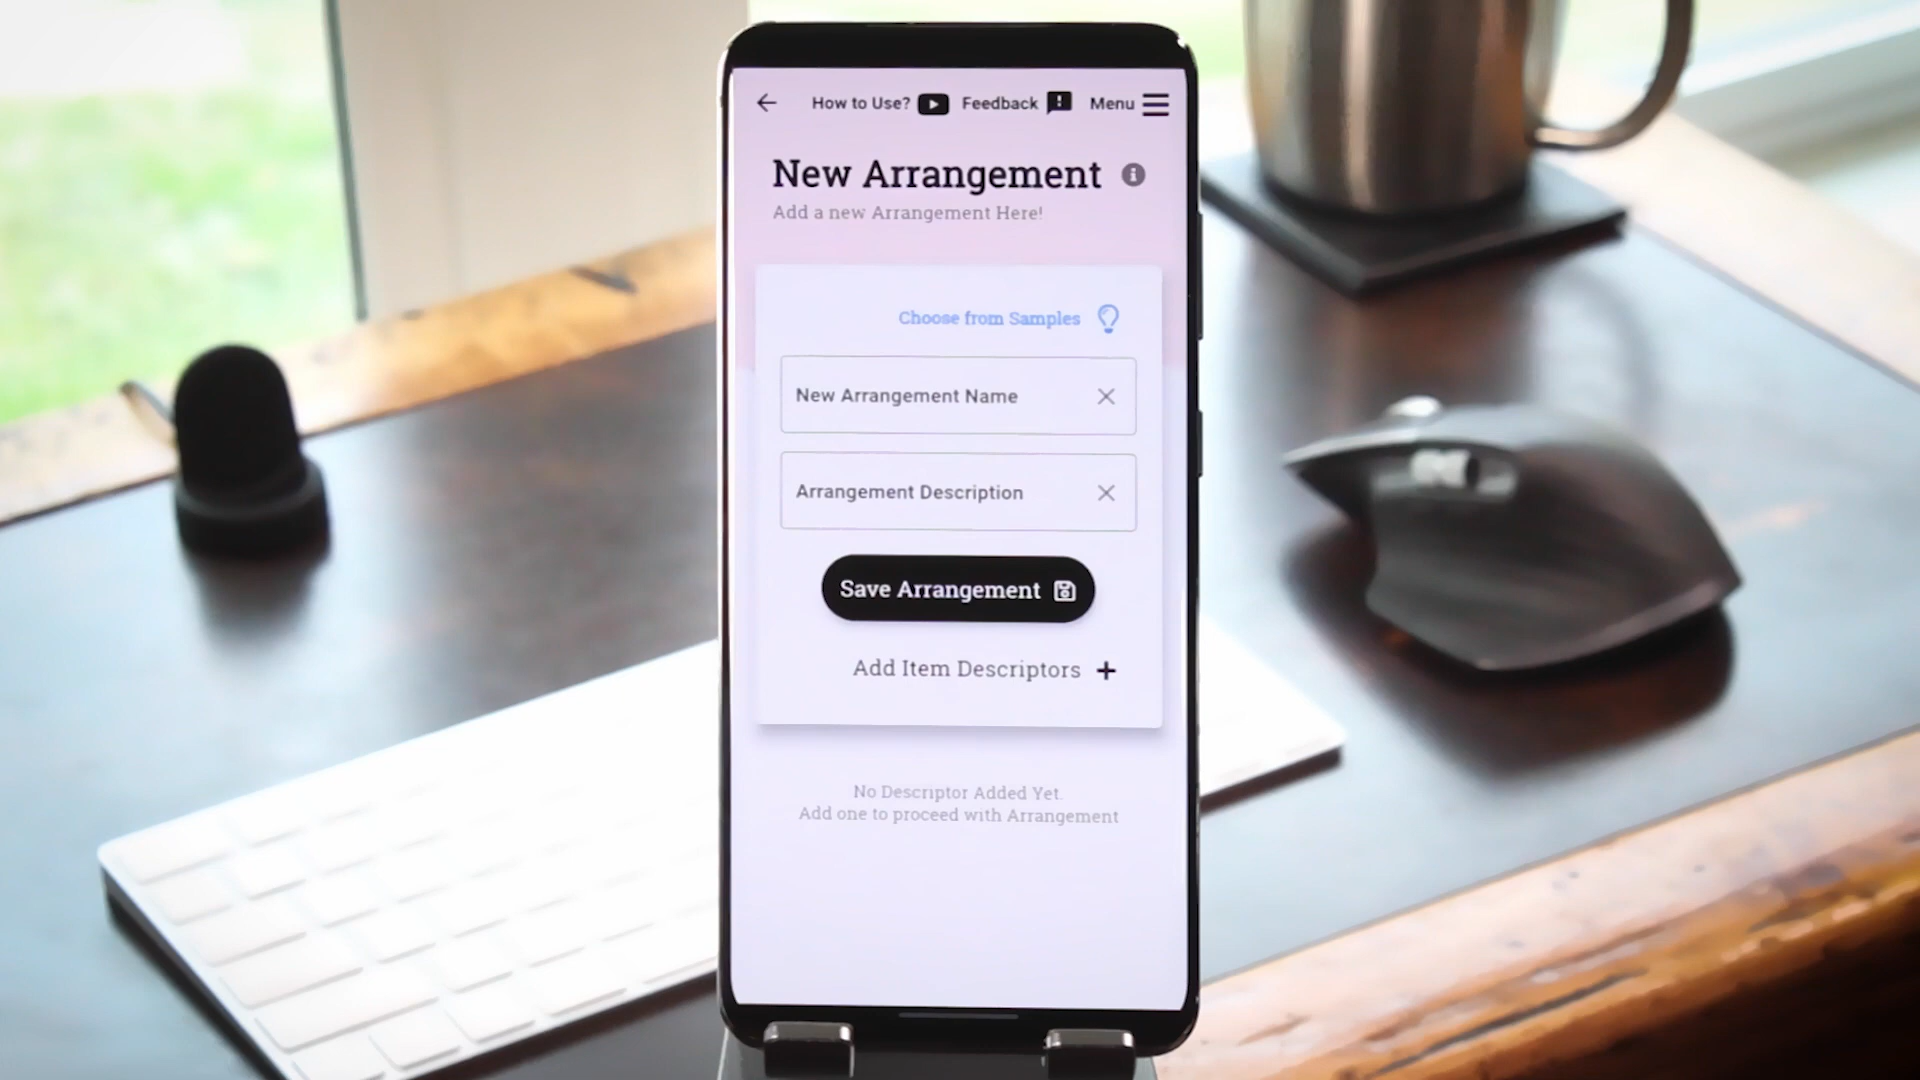 How to Use? Feedback Menu
New Arrangement
Add a new Arrangement Here!
Choose from Samples
New Arrangement Name
Arrangement Description
Save Arrangement
Add Item Descriptors
No Descriptor Added Yet.
Add one to proceed with Arrangement